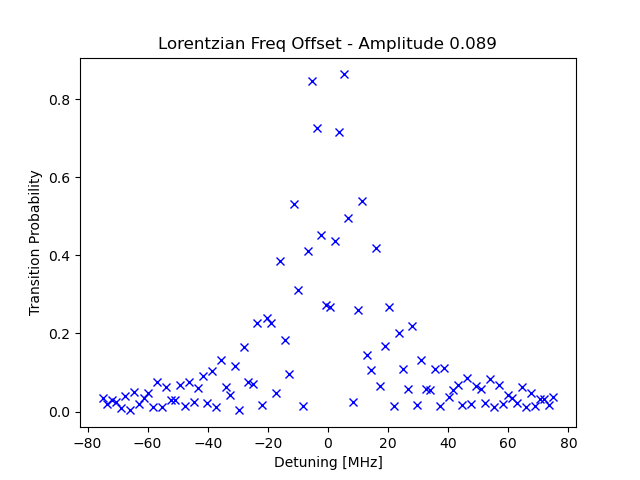 Lorentzian Freq Offset - Amplitude 0.089
Transition Probability
0.8
0.6
0.4
0.2
0.0
−80 −60 −40 −20 0 20 40 60 80
Detuning [MHz]